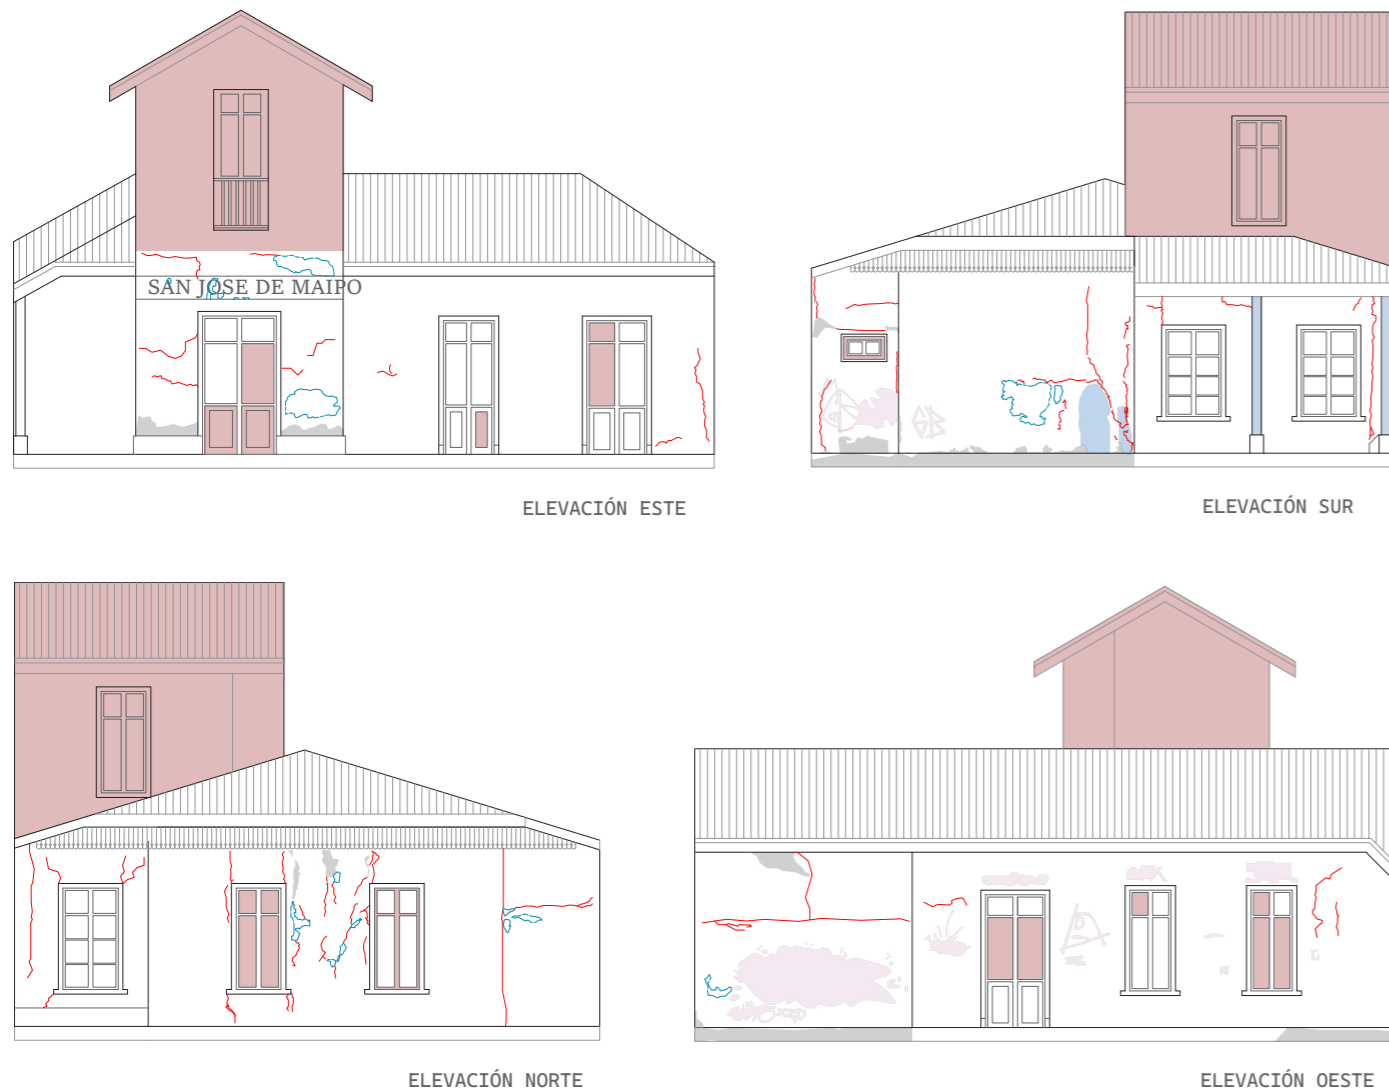 SAN JOSE DE MAIPO
ELEVACIÓN ESTE
ELEVACIÓN SUR
ELEVACIÓN NORTE
ELEVACIÓN OESTE